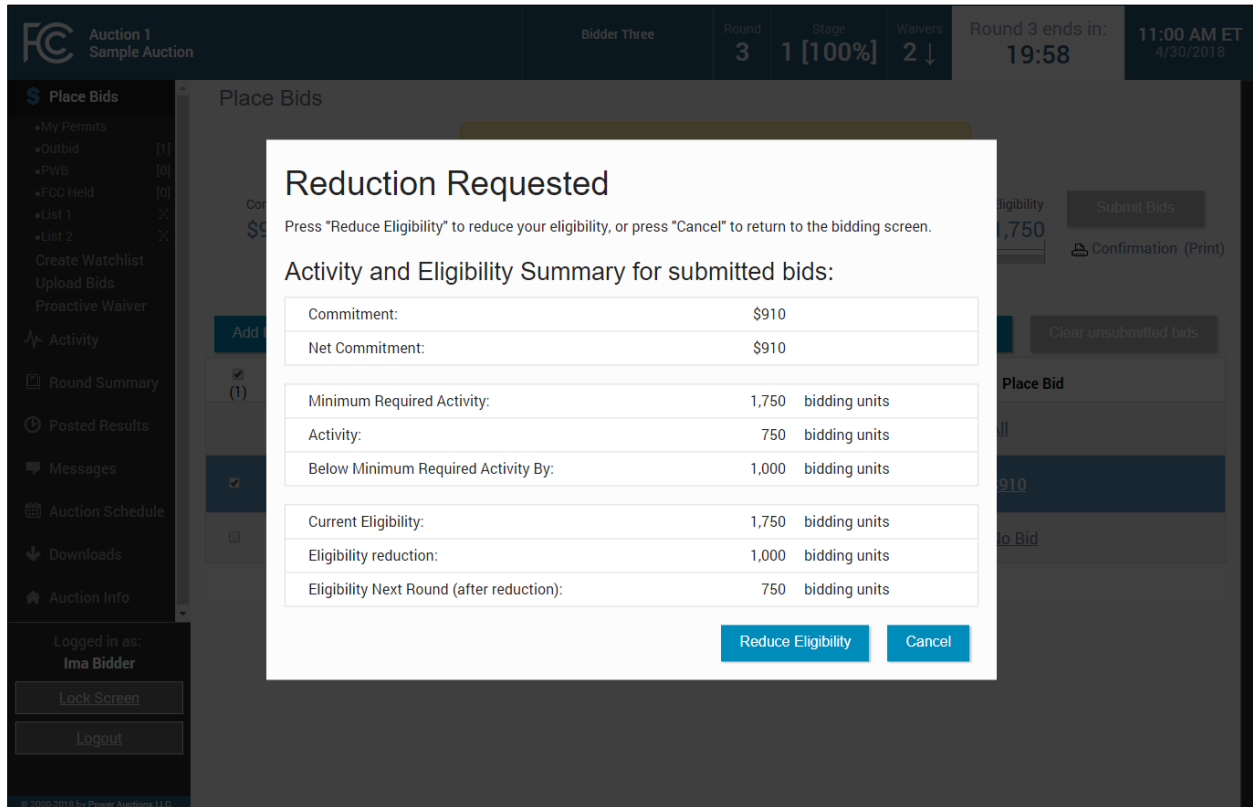 FCC
Auction 1
Sample Auction
Bidder Three
Round
3
Stage
1 [100%]
Waivers
2 ↓
Round 3 ends in:
19:58
11:00 AM ET
4/30/2018
$ Place Bids
•My Permits
•Outbid [1]
•PWB [0]
•FCC Held [0]
•List 1 X
•List 2 X
Create Watchlist
Upload Bids
Proactive Waiver
Activity
Round Summary
Posted Results
Messages
Auction Schedule
Downloads
Auction Info
Logged in as:
Ima Bidder
Lock Screen
Logout
© 2000-2018 by Power Auctions LLC
Place Bids
Submit Bids
Confirmation (Print)
Add
Clear unsubmitted bids
(1)
Place Bid
Reduction Requested
Press "Reduce Eligibility" to reduce your eligibility, or press "Cancel" to return to the bidding screen.
Activity and Eligibility Summary for submitted bids:
Commitment: $910
Net Commitment: $910
Minimum Required Activity: 1,750 bidding units
Activity: 750 bidding units
Below Minimum Required Activity By: 1,000 bidding units
Current Eligibility: 1,750 bidding units
Eligibility reduction: 1,000 bidding units
Eligibility Next Round (after reduction): 750 bidding units
Reduce Eligibility
Cancel